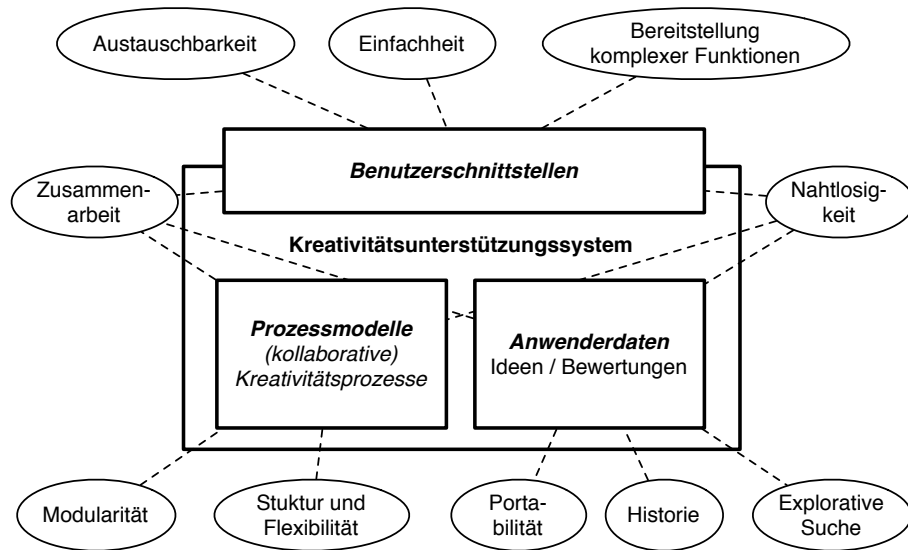 Austauschbarkeit
Einfachheit
Bereitstellung
komplexer Funktionen
Benutzerschnittstellen
Zusammen-
arbeit
Nahtlosig-
keit
Kreativitätsunterstützungssystem
Prozessmodelle
(kollaborative)
Kreativitätsprozesse
Anwenderdaten
Ideen / Bewertungen
Modularität
Stuktur und
Flexibilität
Porta-
bilität
Historie
Explorative
Suche